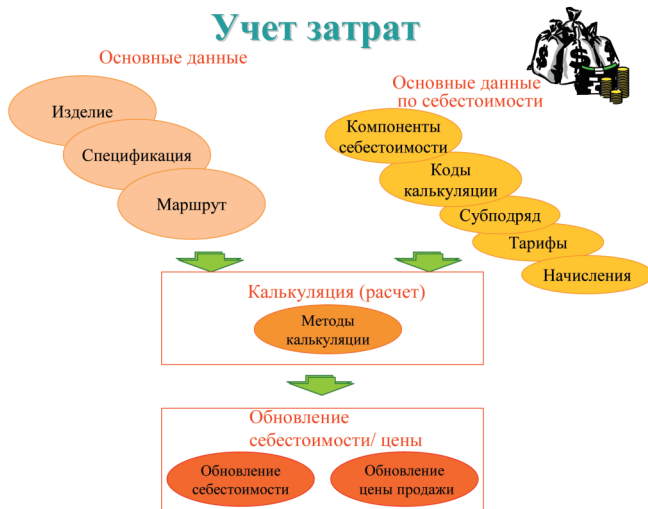 Учет затрат
Основные данные
Изделие
Спецификация
Маршрут
Основные данные
по себестоимости
Компоненты
себестоимости
Коды
калькуляции
Субподряд
Тарифы
Начисления
Калькуляция (расчет)
Методы
калькуляции
Обновление
себестоимости/ цены
Обновление
себестоимости
Обновление
цены продажи